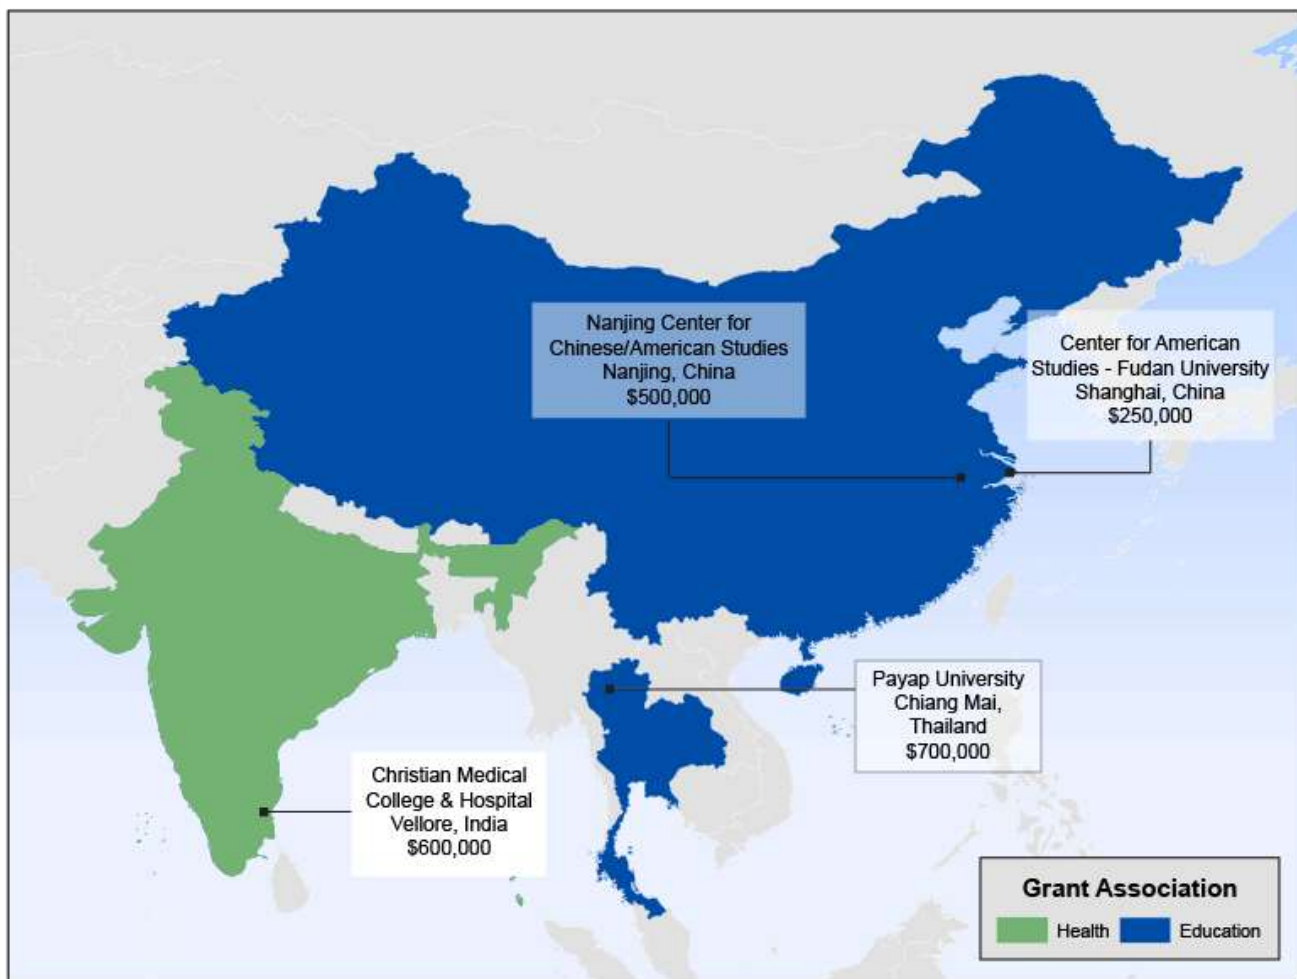 Nanjing Center for
Chinese/American Studies
Nanjing, China
$500,000
Center for American
Studies - Fudan University
Shanghai, China
$250,000
Payap University
Chiang Mai,
Thailand
$700,000
Christian Medical
College & Hospital
Vellore, India
$600,000
Grant Association
Health
Education